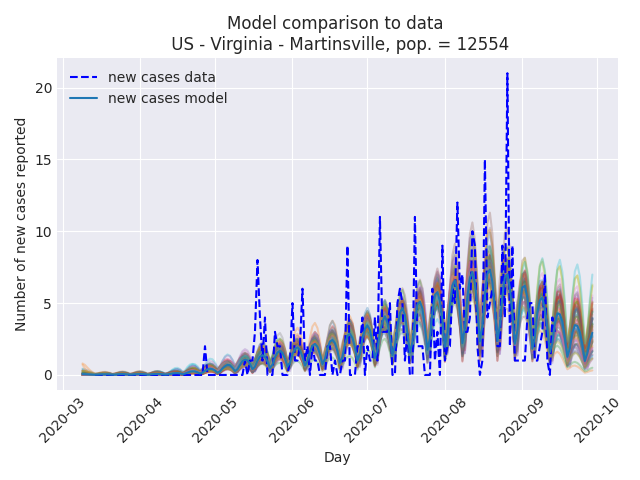 Model comparison to data
US - Virginia - Martinsville, pop. = 12554
new cases data
new cases model
Number of new cases reported
20
15
10
5
0
2020-03
2020-04
2020-05
2020-06
2020-07
2020-08
2020-09
2020-10
Day